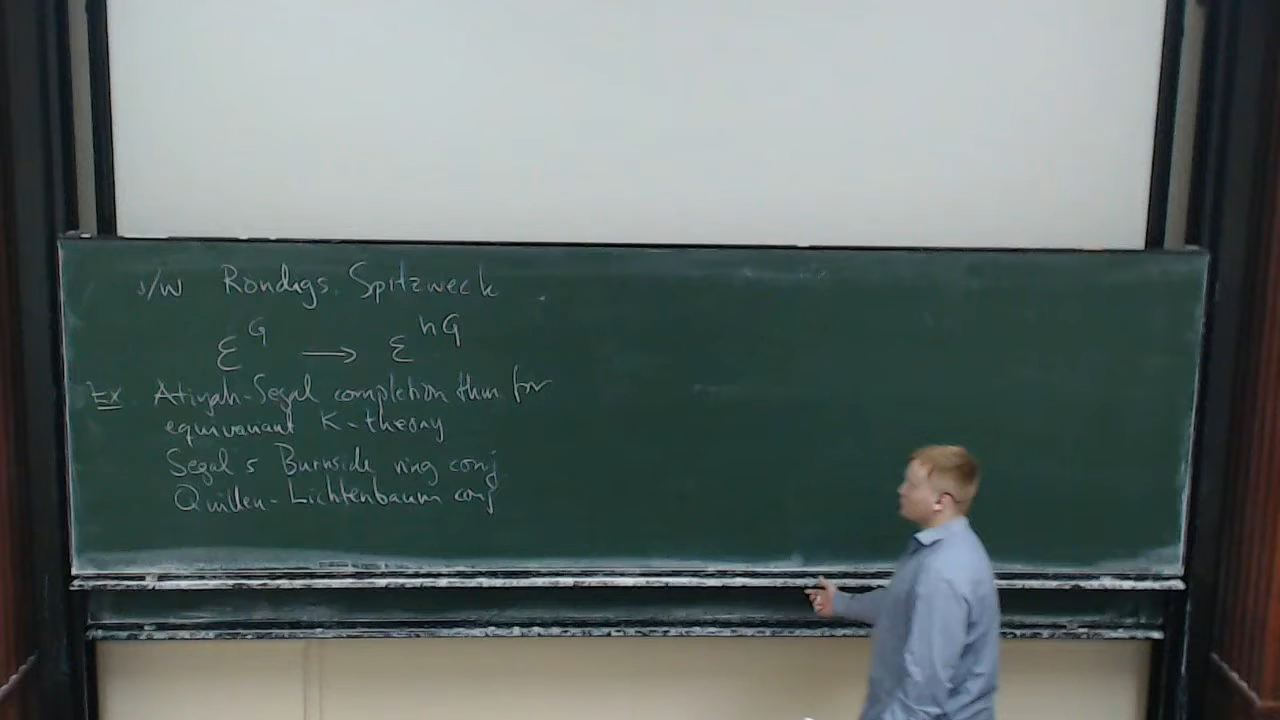 J/W Röndigs, Spitzweck
ℰ^G → ℰ^hG
Ex Atiyah-Segal completion thm for
equivariant K-theory
Segal's Burnside ring conj
Quillen-Lichtenbaum conj